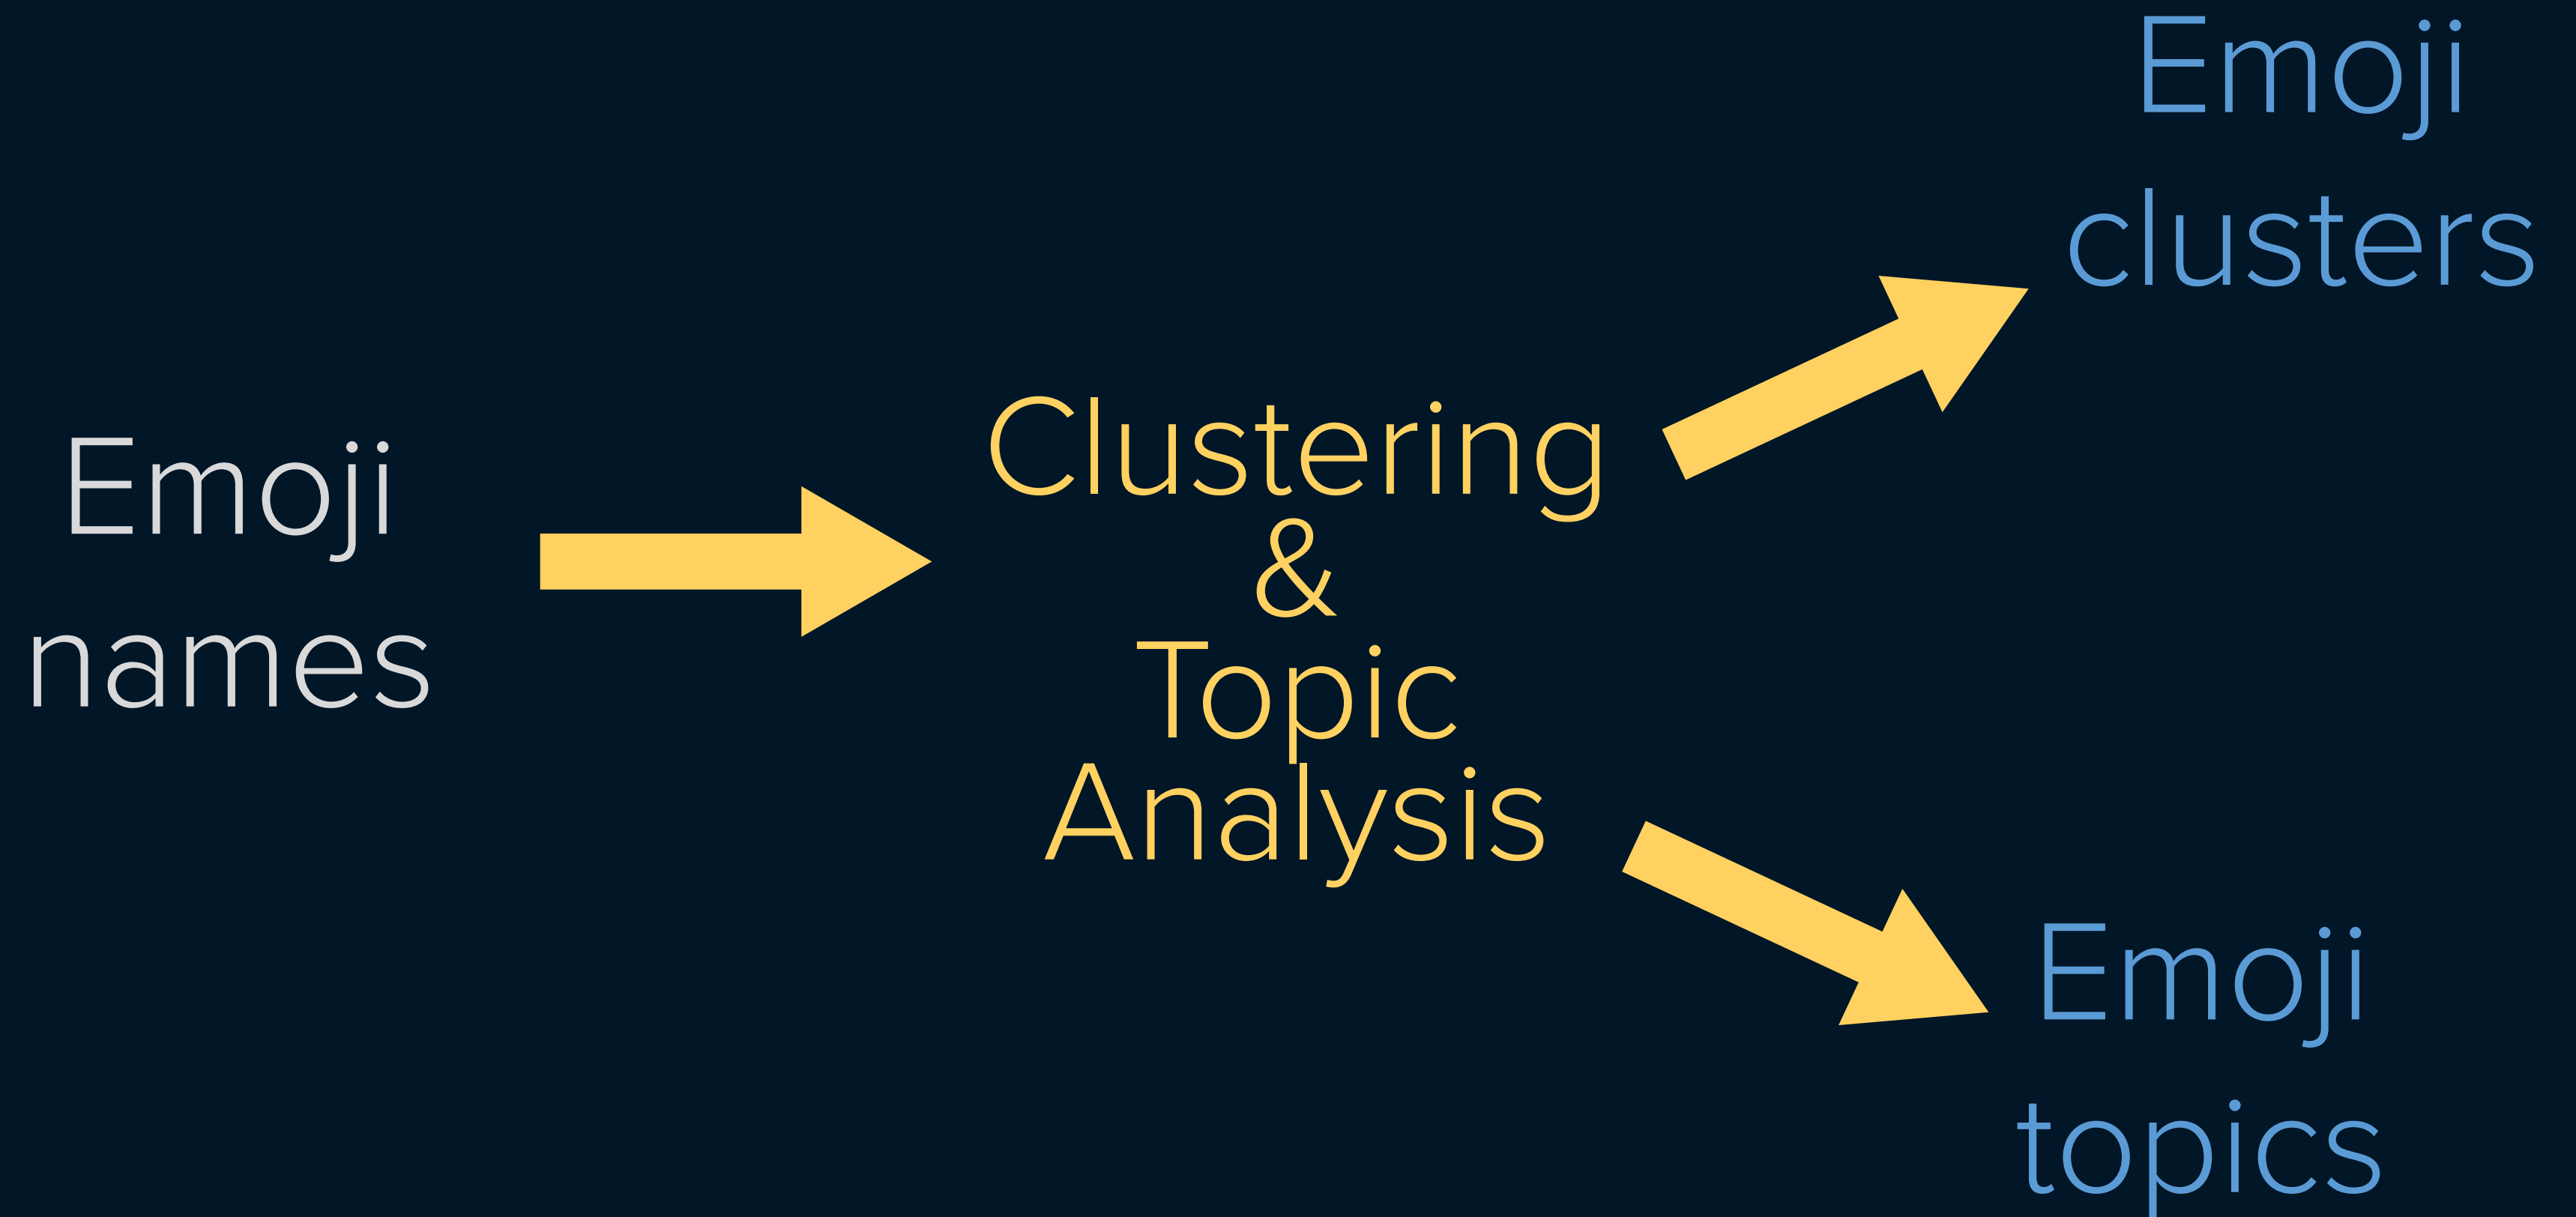 Emoji
names
Clustering
&
Topic
Analysis
Emoji
clusters
Emoji
topics